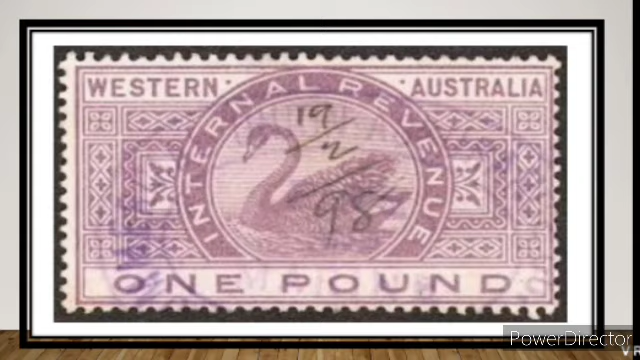 WESTERN · · AUSTRALIA
INTERNAL REVENUE
19/2/98
ONE POUND
PowerDirector